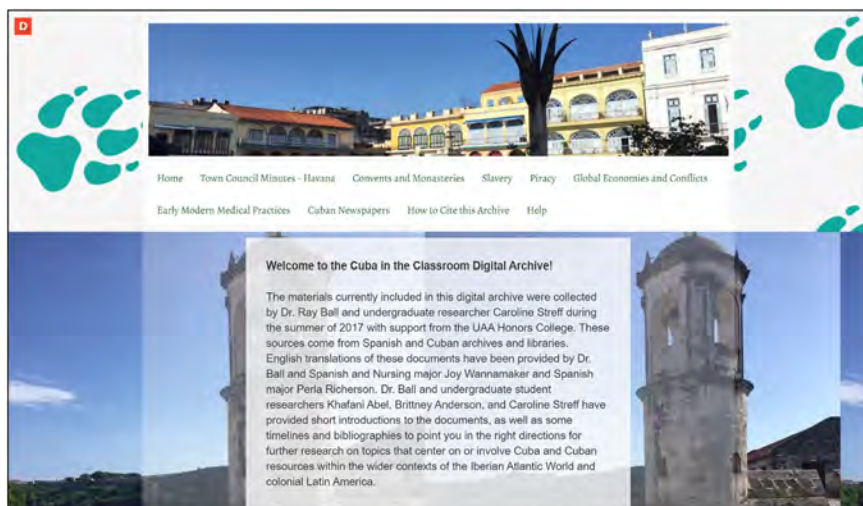 D
Home Town Council Minutes - Havana Convents and Monasteries Slavery Piracy Global Economies and Conflicts
Early Modern Medical Practices Cuban Newspapers How to Cite this Archive Help
Welcome to the Cuba in the Classroom Digital Archive!
The materials currently included in this digital archive were collected
by Dr. Ray Ball and undergraduate researcher Caroline Streff during
the summer of 2017 with support from the UAA Honors College. These
sources come from Spanish and Cuban archives and libraries.
English translations of these documents have been provided by Dr.
Ball and Spanish and Nursing major Joy Wannamaker and Spanish
major Perla Richerson. Dr. Ball and undergraduate student
researchers Khafani Abel, Brittney Anderson, and Caroline Streff have
provided short introductions to the documents, as well as some
timelines and bibliographies to point you in the right directions for
further research on topics that center on or involve Cuba and Cuban
resources within the wider contexts of the Iberian Atlantic World and
colonial Latin America.